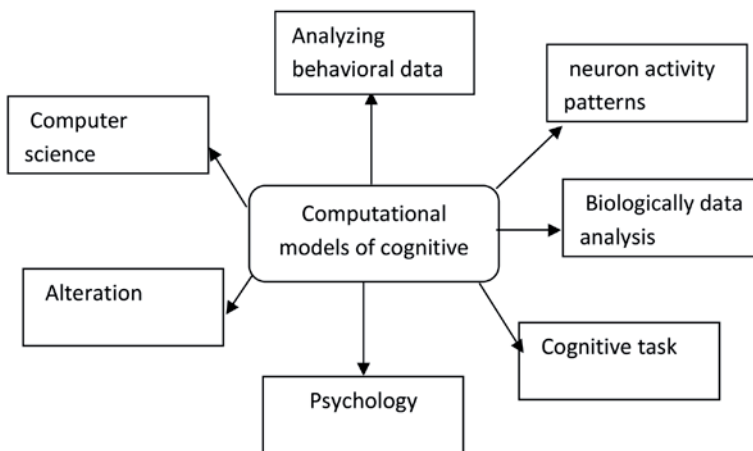 Analyzing
behavioral data
neuron activity
patterns
Computer
science
Computational
models of cognitive
Biologically data
analysis
Alteration
Cognitive task
Psychology